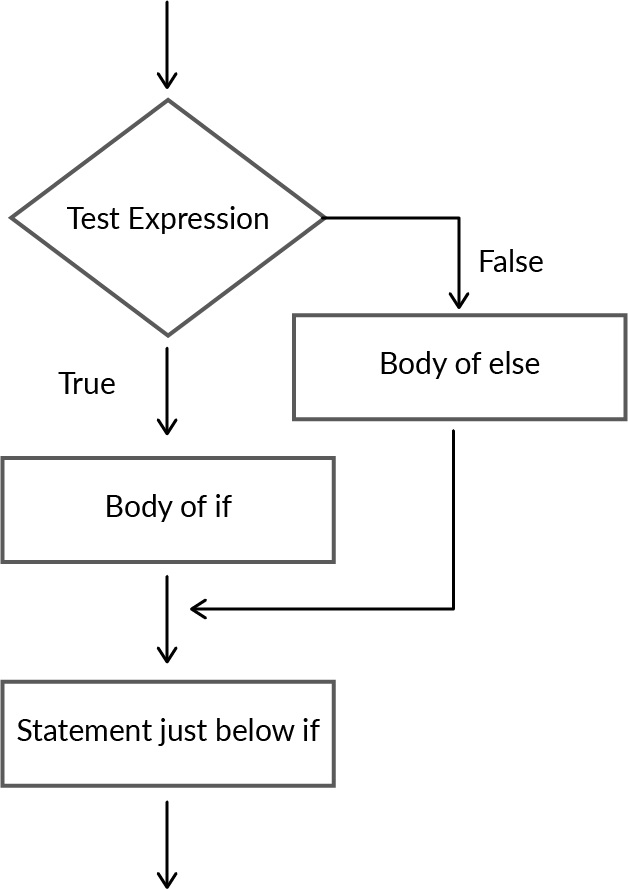 Test Expression
False
Body of else
True
Body of if
Statement just below if